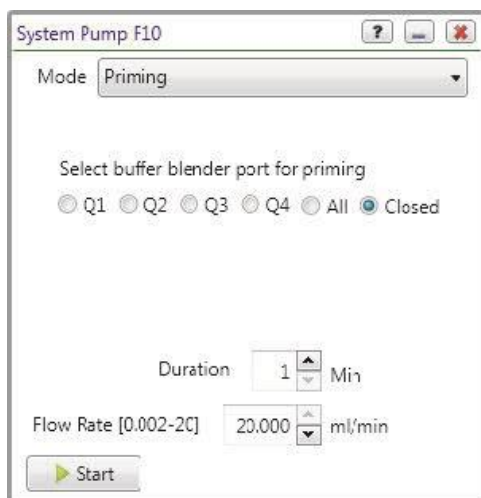 System Pump F10 ?
Mode Priming
Select buffer blender port for priming
Q1 Q2 Q3 Q4 All Closed
Duration 1 Min
Flow Rate [0.002-20] 20.000 ml/min
Start